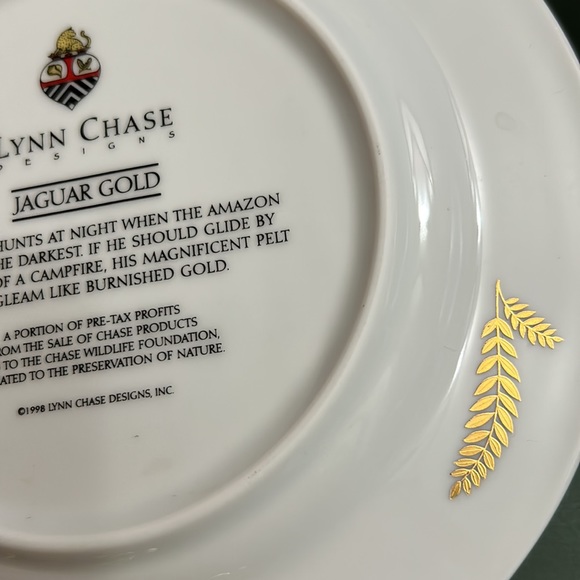 LYNN CHASE
DESIGNS
JAGUAR GOLD
HUNTS AT NIGHT WHEN THE AMAZON
THE DARKEST. IF HE SHOULD GLIDE BY
OF A CAMPFIRE, HIS MAGNIFICENT PELT
GLEAM LIKE BURNISHED GOLD.
A PORTION OF PRE-TAX PROFITS
FROM THE SALE OF CHASE PRODUCTS
TO THE CHASE WILDLIFE FOUNDATION,
ATED TO THE PRESERVATION OF NATURE.
©1998 LYNN CHASE DESIGNS, INC.